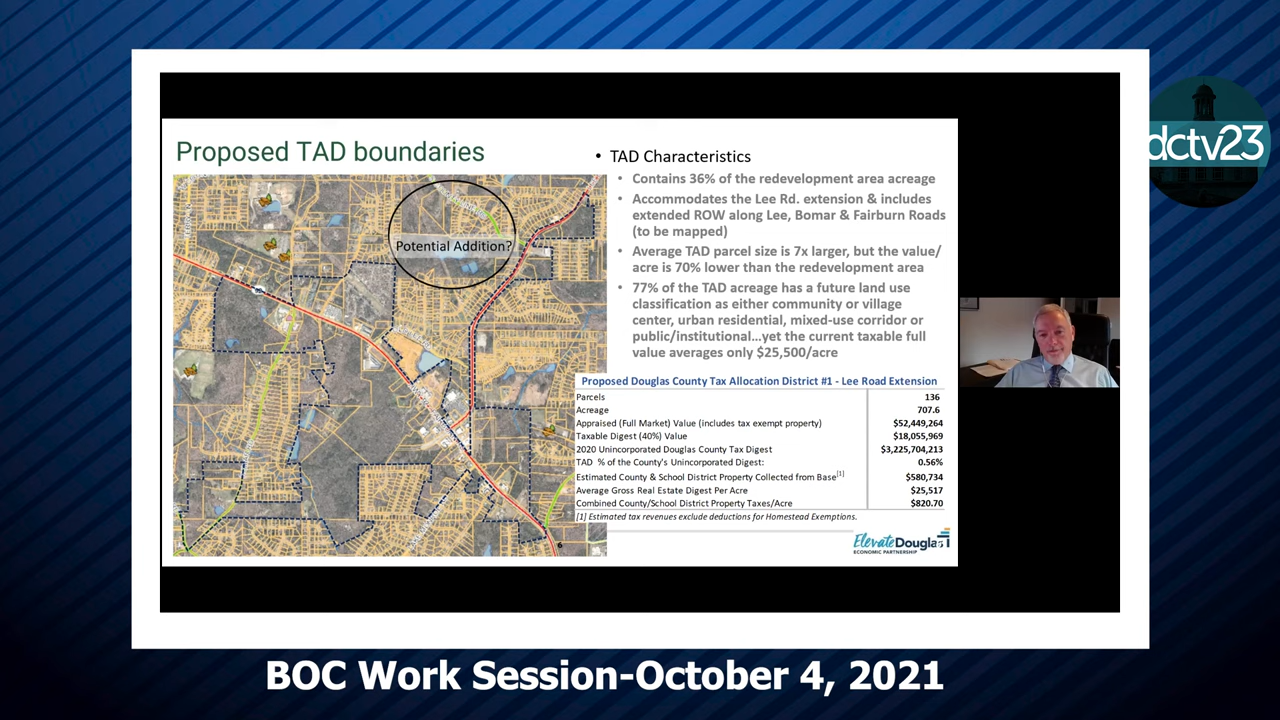 dctv23
Proposed TAD boundaries
Potential Addition?
• TAD Characteristics
• Contains 36% of the redevelopment area acreage
• Accommodates the Lee Rd. extension & includes
extended ROW along Lee, Bomar & Fairburn Roads
(to be mapped)
• Average TAD parcel size is 7x larger, but the value/
acre is 70% lower than the redevelopment area
• 77% of the TAD acreage has a future land use
classification as either community or village
center, urban residential, mixed-use corridor or
public/institutional…yet the current taxable full
value averages only $25,500/acre
Proposed Douglas County Tax Allocation District #1 - Lee Road Extension
Parcels 136
Acreage 707.6
Appraised (Full Market) Value (includes tax exempt property) $52,449,264
Taxable Digest (40%) Value $18,055,969
2020 Unincorporated Douglas County Tax Digest $3,225,704,213
TAD % of the County's Unincorporated Digest: 0.56%
Estimated County & School District Property Collected from Base[1] $580,734
Average Gross Real Estate Digest Per Acre $25,517
Combined County/School District Property Taxes/Acre $820.70
[1] Estimated tax revenues exclude deductions for Homestead Exemptions.
ElevateDouglas
ECONOMIC PARTNERSHIP
6
BOC Work Session-October 4, 2021